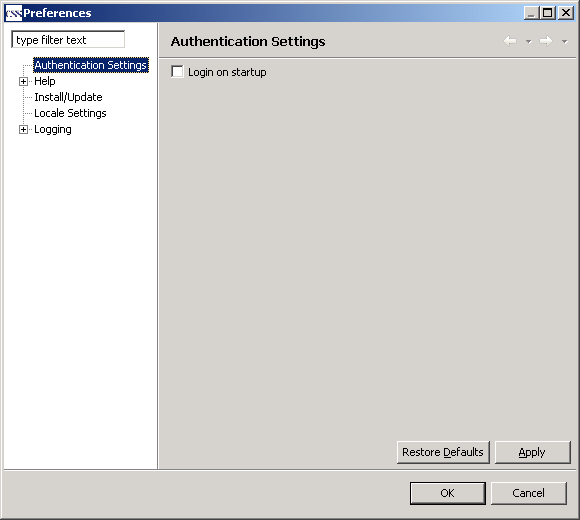 CSS Preferences
type filter text
Authentication Settings
Help
Install/Update
Locale Settings
Logging
Authentication Settings
Login on startup
Restore Defaults
Apply
OK
Cancel